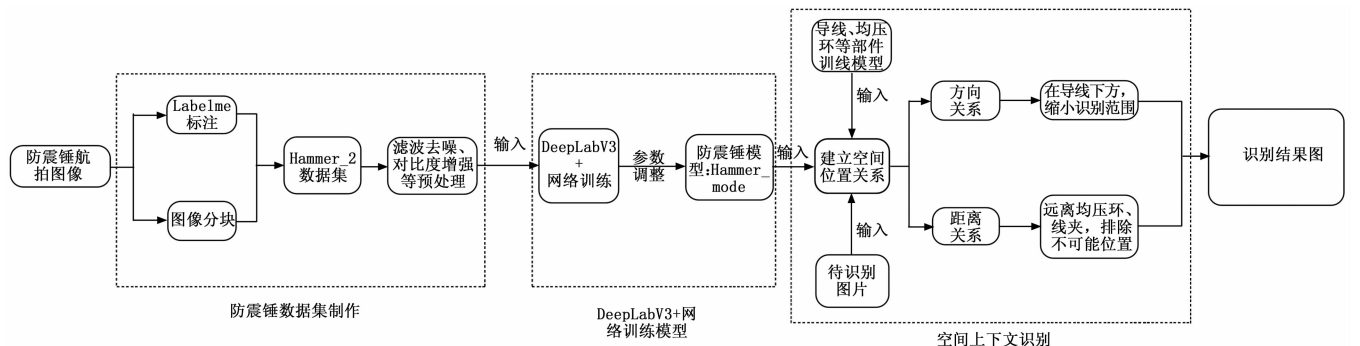 防震锤航
拍图像
Labelme
标注
图像分块
Hammer_2
数据集
滤波去噪、
对比度增强
等预处理
防震锤数据集制作
输入
DeepLabV3
+
网络训练
参数
调整
防震锤模
型:Hammer_
mode
DeepLabV3+网
络训练模型
输入
导线、均压
环等部件
训线模型
输入
建立空间
位置关系
输入
待识别
图片
方向
关系
在导线下方，
缩小识别范围
距离
关系
远离均压环、
线夹，排除
不可能位置
空间上下文识别
识别结果图